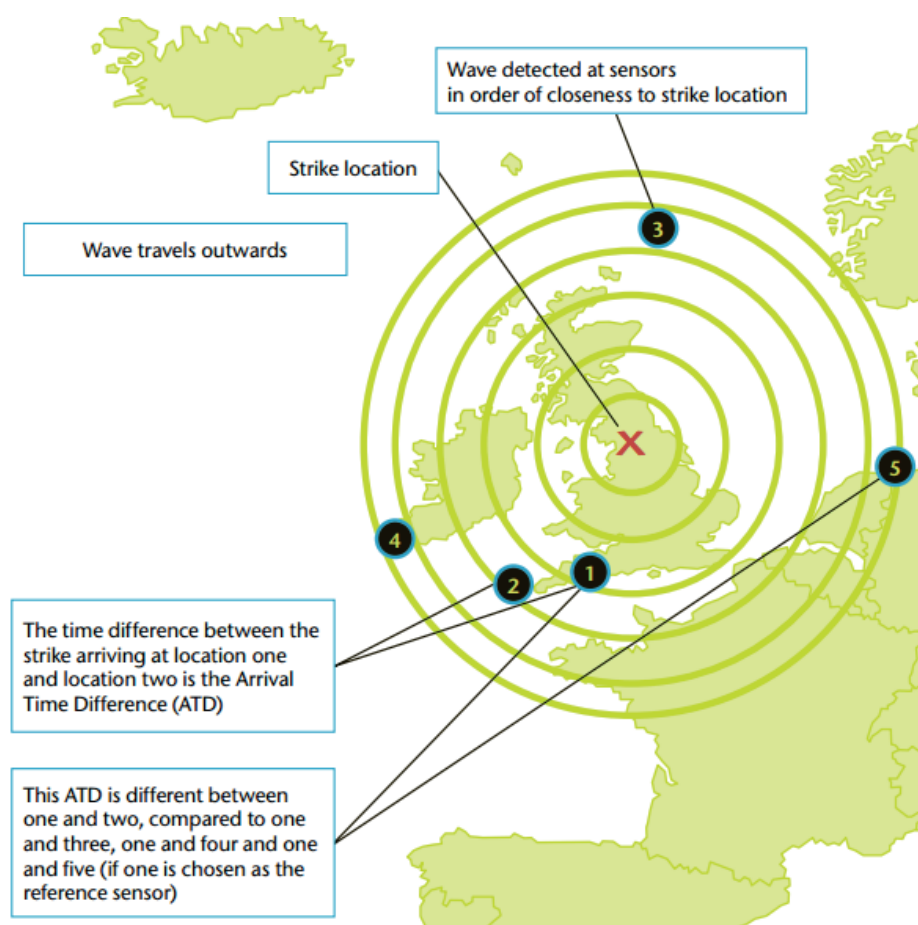 Wave detected at sensors
in order of closeness to strike location
Strike location
Wave travels outwards
3
X
5
4
2
1
The time difference between the
strike arriving at location one
and location two is the Arrival
Time Difference (ATD)
This ATD is different between
one and two, compared to one
and three, one and four and one
and five (if one is chosen as the
reference sensor)